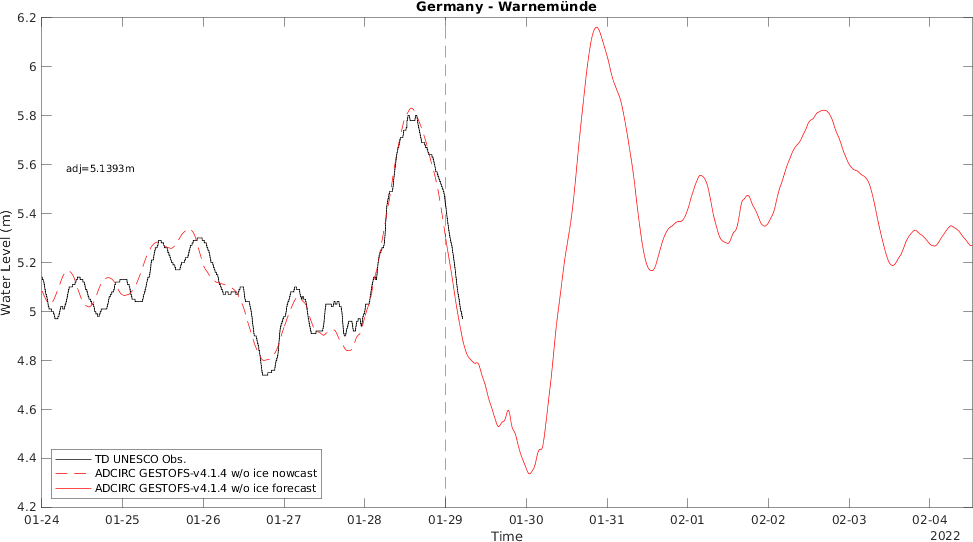 Germany - Warnemünde
6.2
6
5.8
5.6
5.4
5.2
5
4.8
4.6
4.4
4.2
Water Level (m)
adj=5.1393m
TD UNESCO Obs.
ADCIRC GESTOFS-v4.1.4 w/o ice nowcast
ADCIRC GESTOFS-v4.1.4 w/o ice forecast
01-24 01-25 01-26 01-27 01-28 01-29 01-30 01-31 02-01 02-02 02-03 02-04
Time
2022